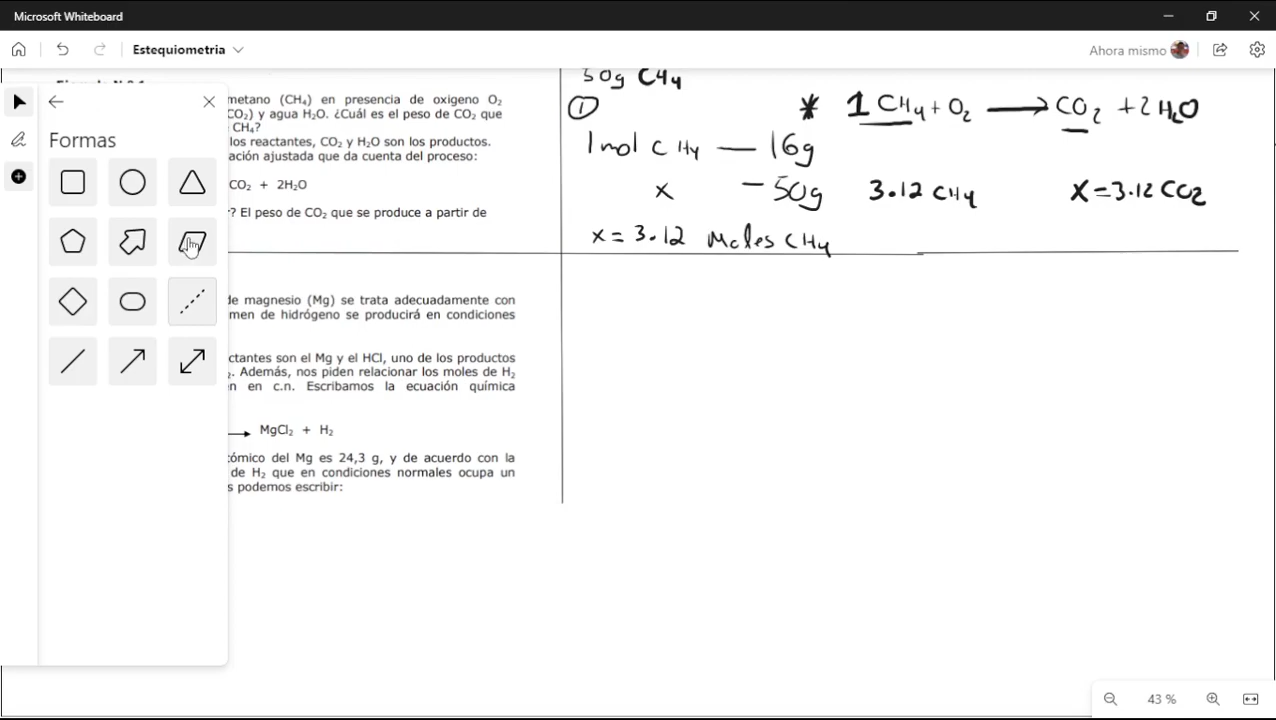 Microsoft Whiteboard
Estequiometria
Ahora mismo
Formas
metano (CH4) en presencia de oxigeno O2
CO2) y agua H2O. ¿Cuál es el peso de CO2 que
CH4?
los reactantes, CO2 y H2O son los productos.
ación ajustada que da cuenta del proceso:
CO2 + 2H2O
? El peso de CO2 que se produce a partir de
50g CH4
①
* 1 CH4 + O2 → CO2 + 2 H2O
1mol CH4 — 16g
x — 50g 3.12 CH4 x = 3.12 CO2
x = 3.12 Moles CH4
de magnesio (Mg) se trata adecuadamente con
men de hidrógeno se producirá en condiciones
ctantes son el Mg y el HCl, uno de los productos
2. Además, nos piden relacionar los moles de H2
n en c.n. Escribamos la ecuación química
→ MgCl2 + H2
tómico del Mg es 24,3 g, y de acuerdo con la
de H2 que en condiciones normales ocupa un
s podemos escribir:
43 %